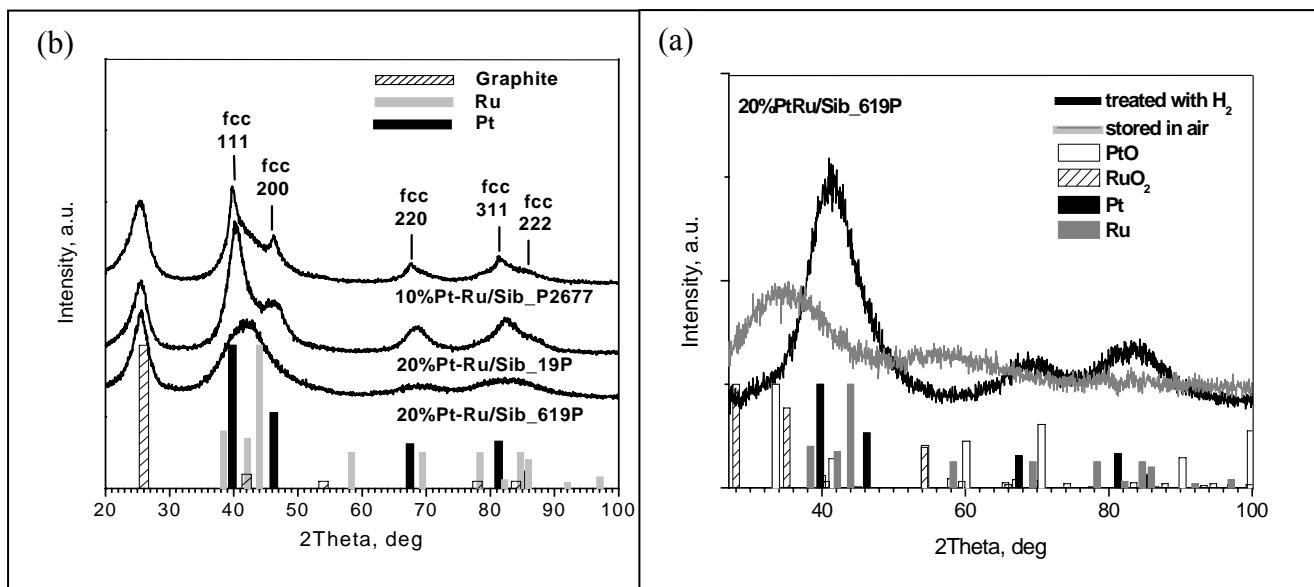 (b)
Graphite
Ru
Pt
fcc
111
fcc
200
fcc
220
fcc
311
fcc
222
10%Pt-Ru/Sib_P2677
20%Pt-Ru/Sib_19P
20%Pt-Ru/Sib_619P
Intensity, a.u.
20 30 40 50 60 70 80 90 100
2Theta, deg
(a)
20%PtRu/Sib_619P
treated with H2
stored in air
PtO
RuO2
Pt
Ru
Intensity, a.u.
40 60 80 100
2Theta, deg